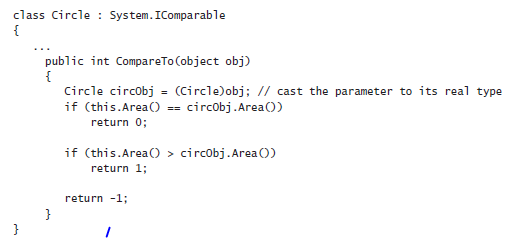 class Circle : System.IComparable
{
...
public int CompareTo(object obj)
{
Circle circObj = (Circle)obj; // cast the parameter to its real type
if (this.Area() == circObj.Area())
return 0;
if (this.Area() > circObj.Area())
return 1;
return -1;
}
}